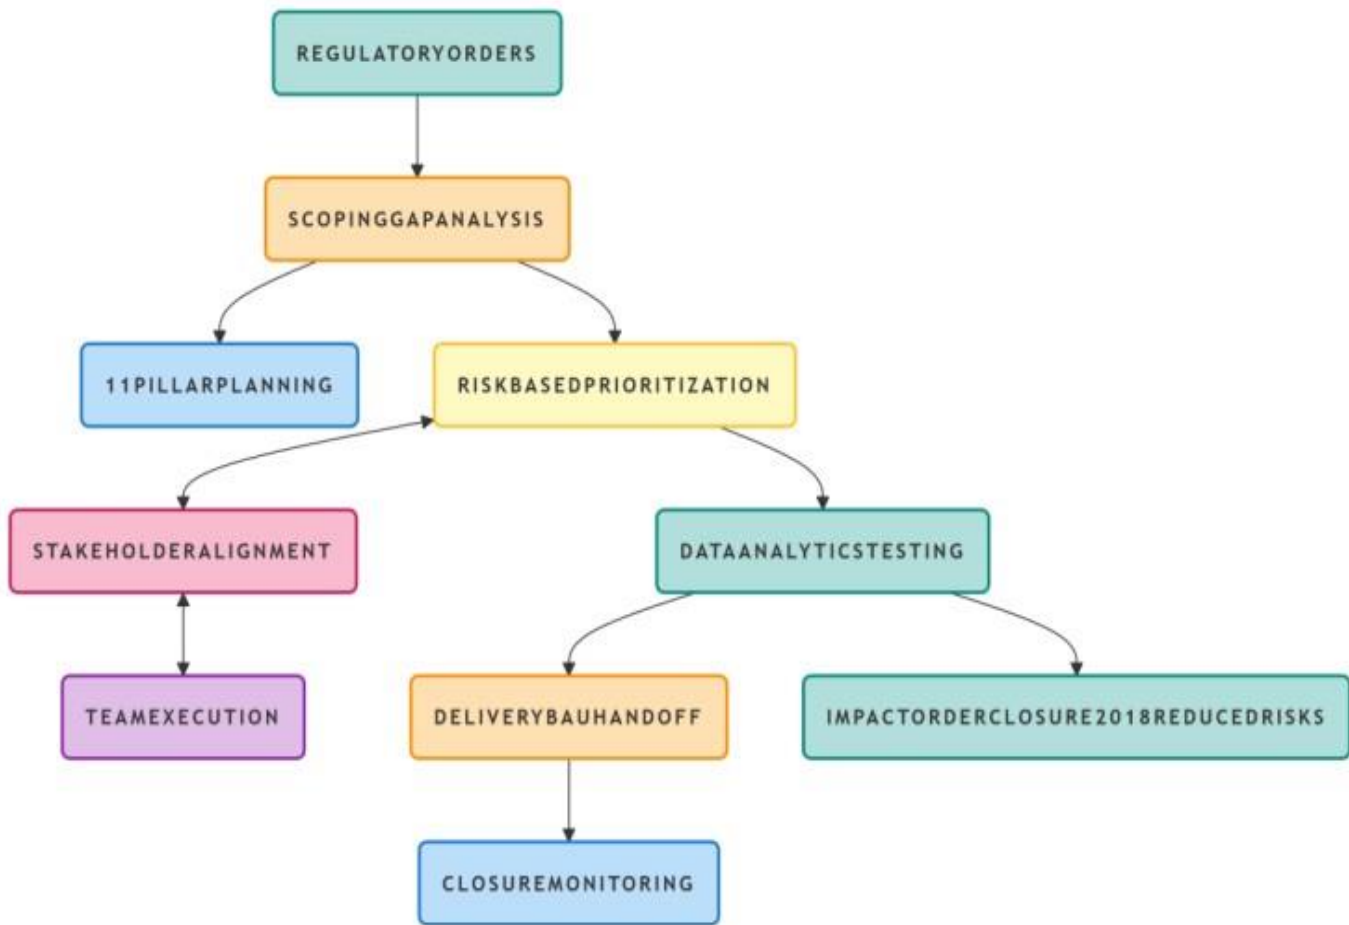 REGULATORYORDERS
SCOPINGGAPANALYSIS
11PILLARPLANNING
RISKBASEDPRIORITIZATION
STAKEHOLDERALIGNMENT
DATAANALYTICSTESTING
TEAMEXECUTION
DELIVERYBAUHANDOFF
IMPACTORDERCLOSURE2018REDUCEDRISKS
CLOSUREMONITORING